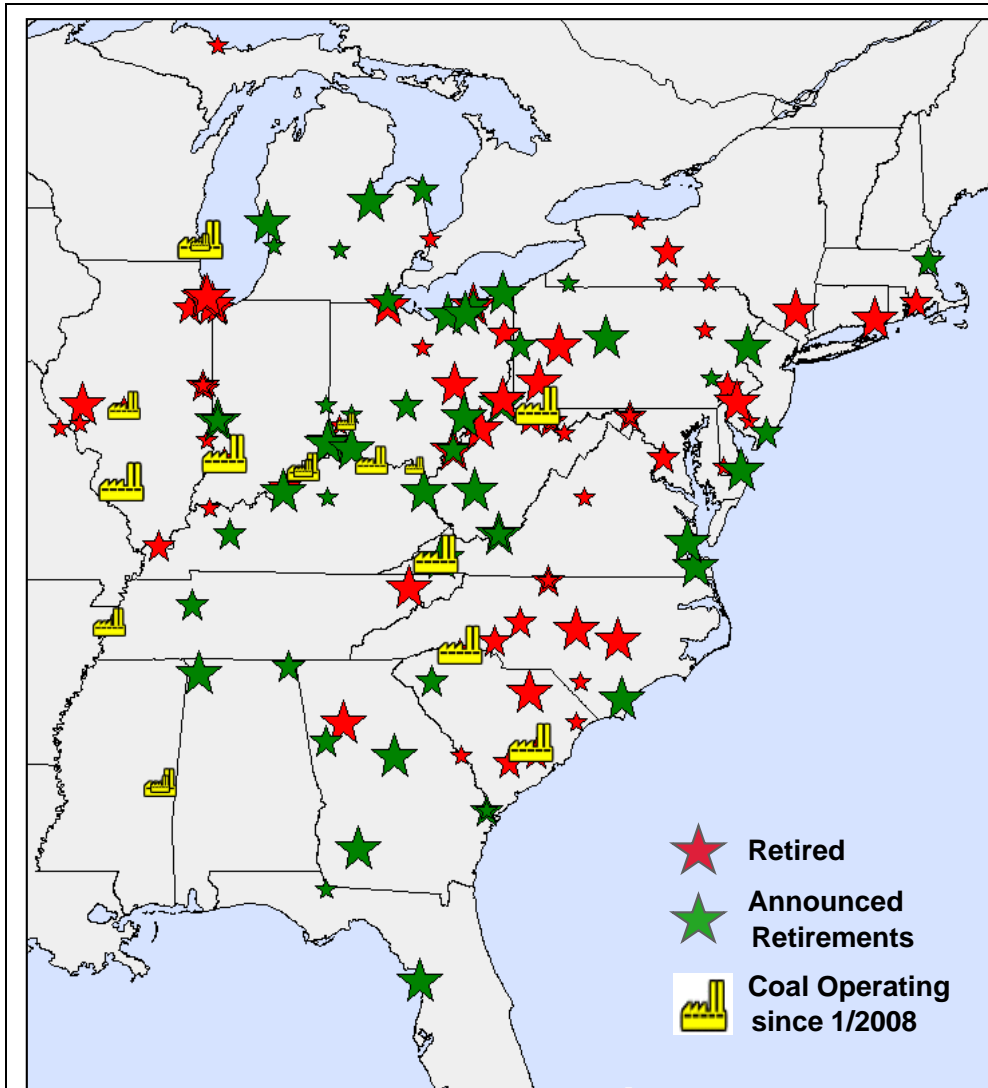 Retired
Announced
Retirements
Coal Operating
since 1/2008